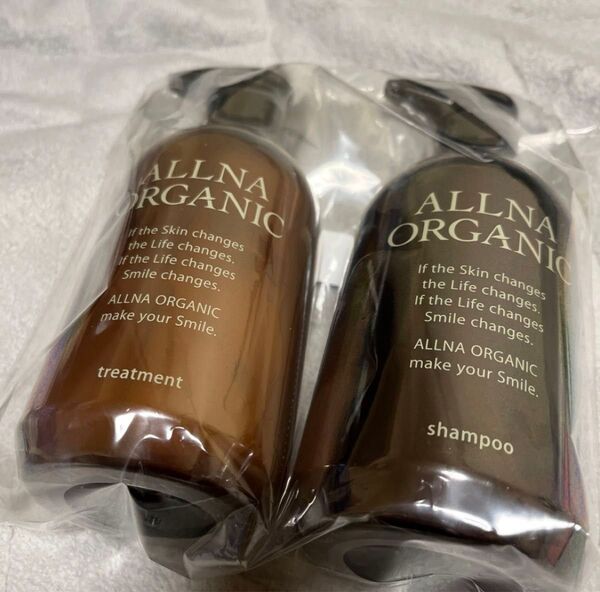 ALLNA
ORGANIC
If the Skin changes
the Life changes.
If the Life changes
Smile changes.
ALLNA ORGANIC
make your Smile.
treatment
ALLNA
ORGANIC
If the Skin changes
the Life changes.
If the Life changes
Smile changes.
ALLNA ORGANIC
make your Smile.
shampoo